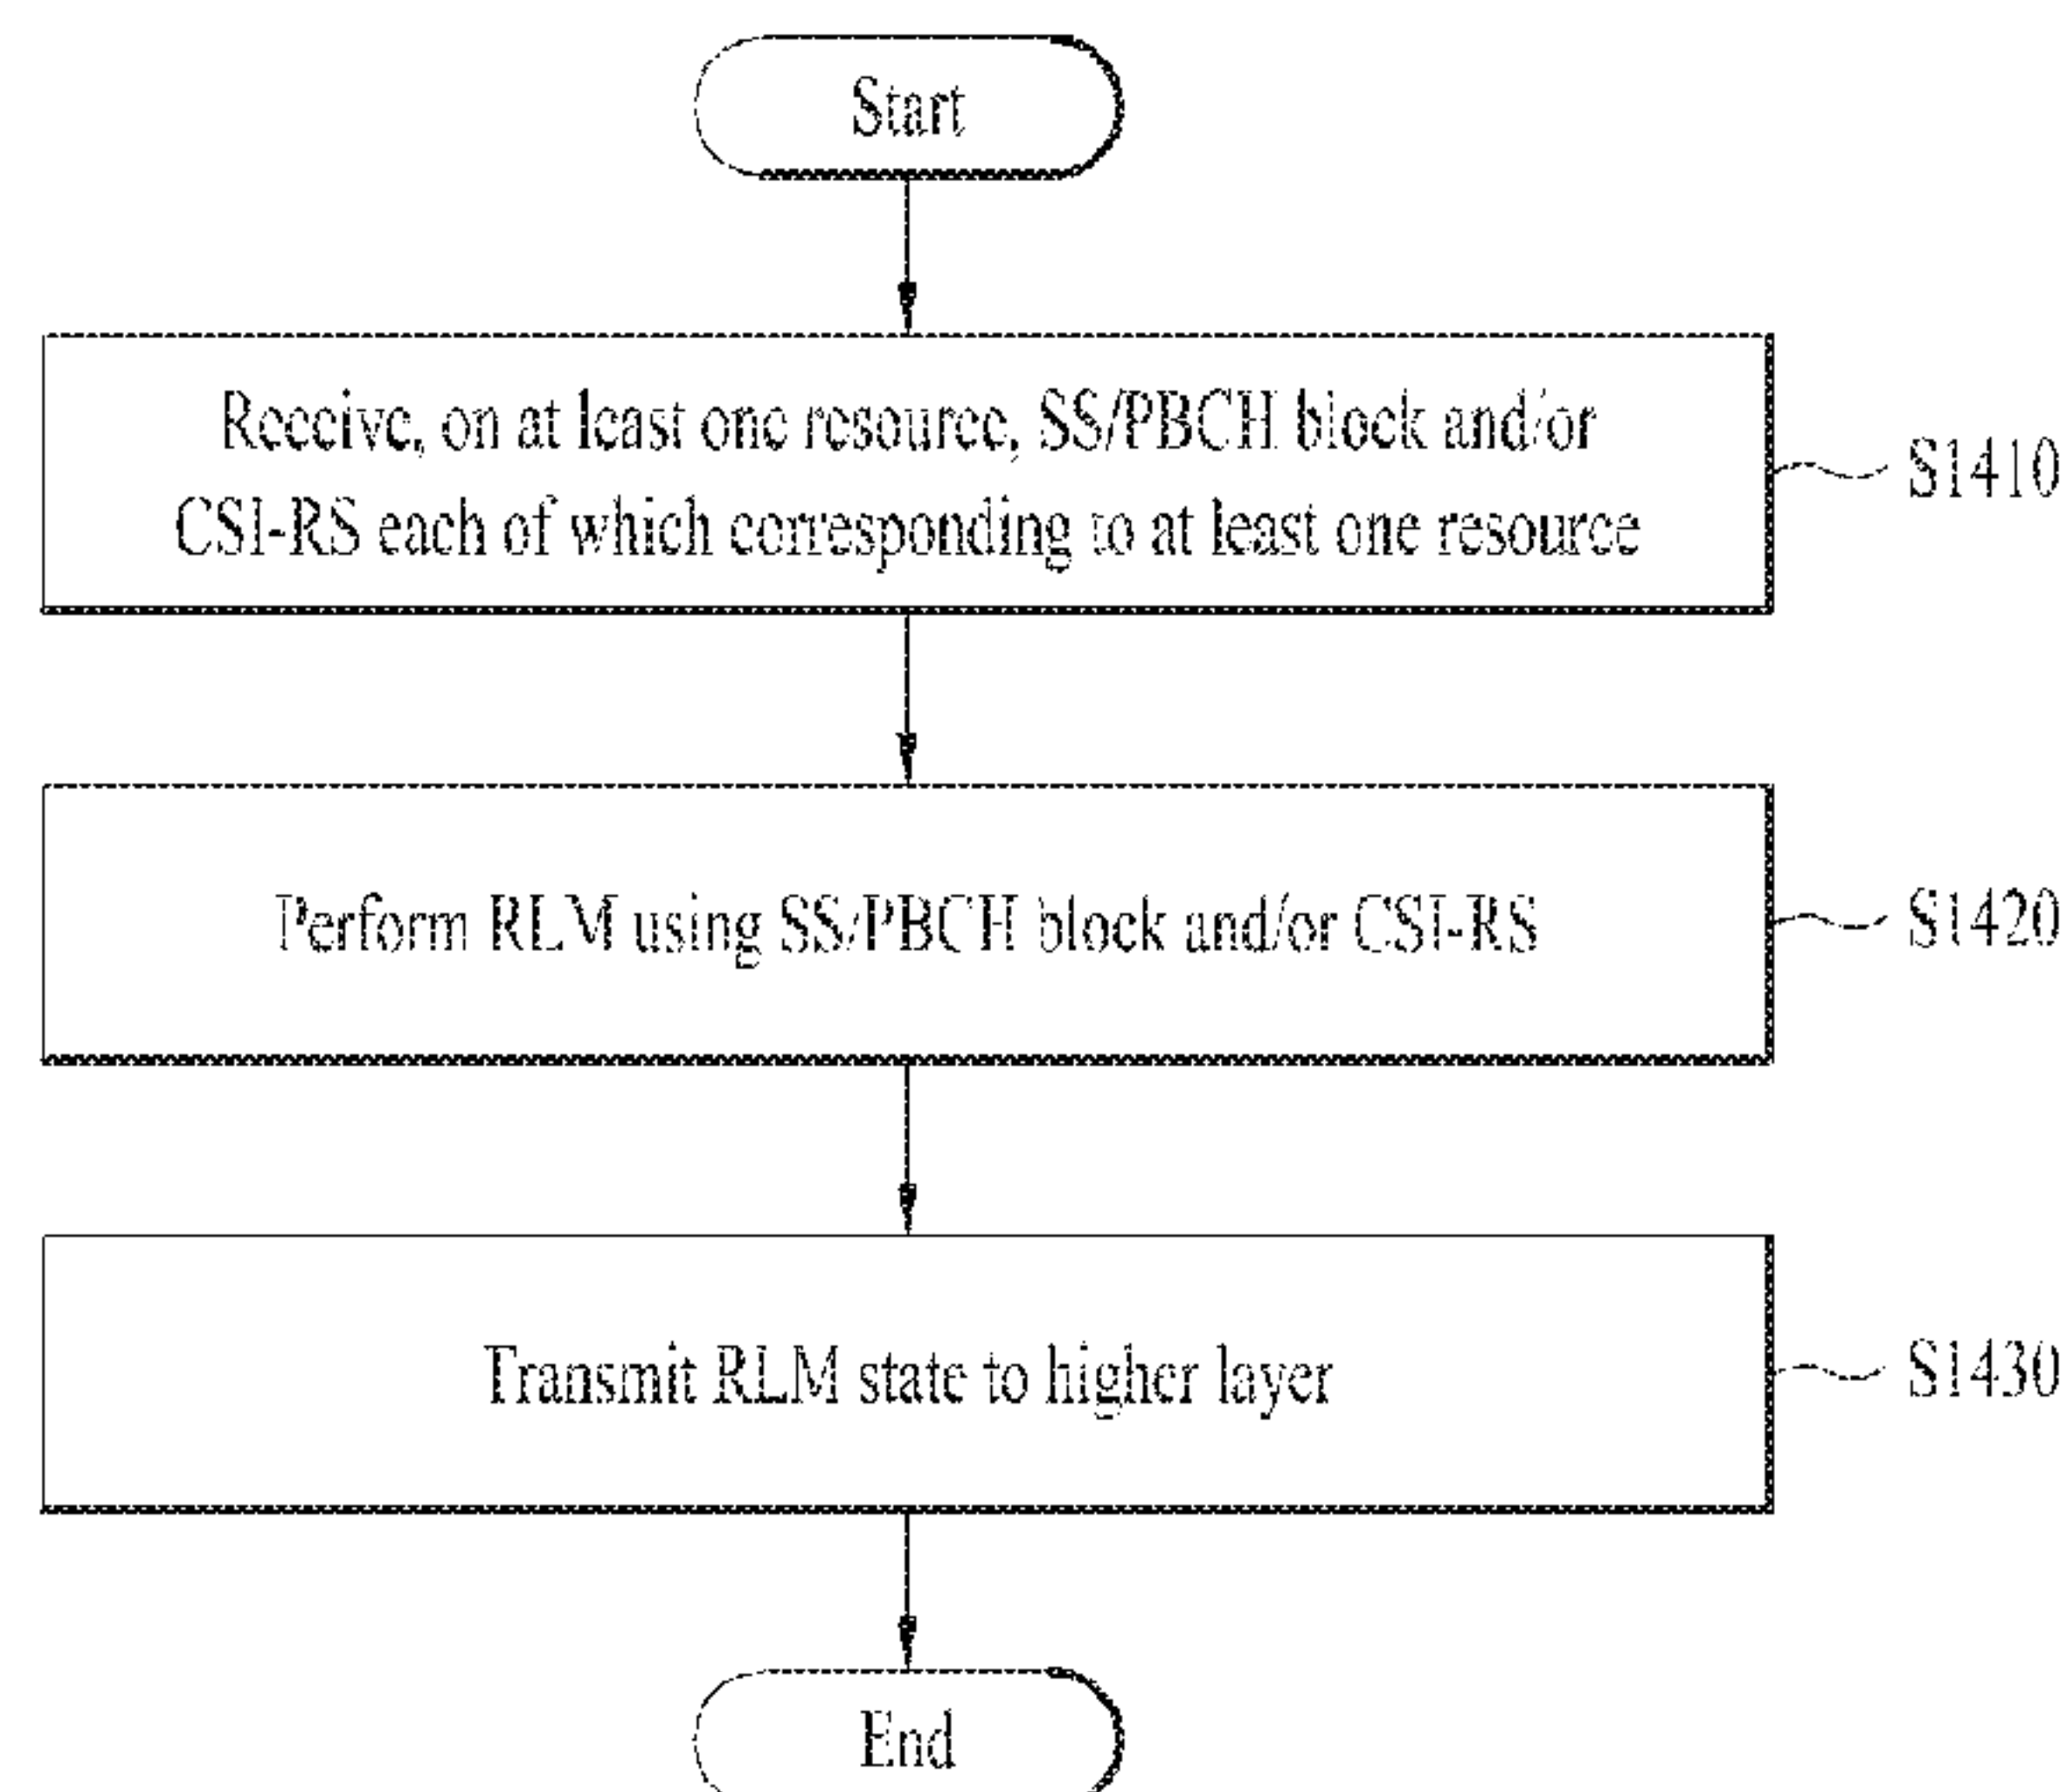 Start
Receive, on at least one resource, SS/PBCH block and/or
CSI-RS each of which corresponding to at least one resource
S1410
Perform RLM using SS/PBCH block and/or CSI-RS
S1420
Transmit RLM state to higher layer
S1430
End